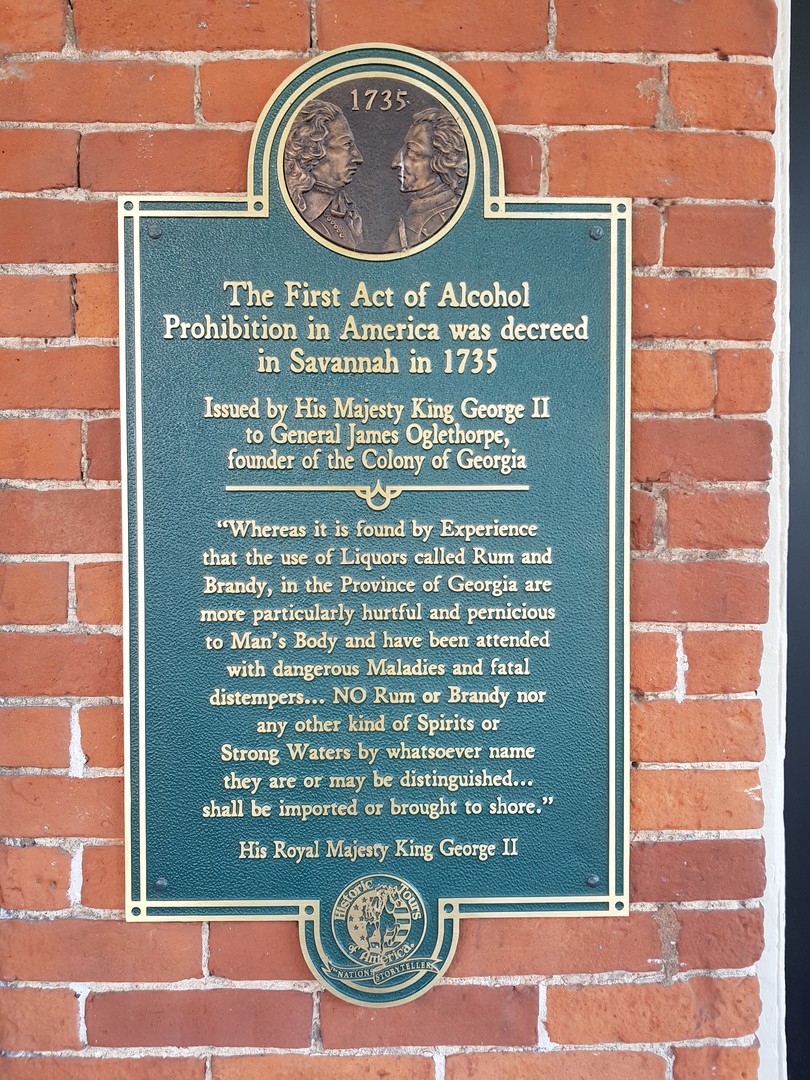 1735
The First Act of Alcohol
Prohibition in America was decreed
in Savannah in 1735
Issued by His Majesty King George II
to General James Oglethorpe,
founder of the Colony of Georgia
“Whereas it is found by Experience
that the use of Liquors called Rum and
Brandy, in the Province of Georgia are
more particularly hurtful and pernicious
to Man’s Body and have been attended
with dangerous Maladies and fatal
distempers... NO Rum or Brandy nor
any other kind of Spirits or
Strong Waters by whatsoever name
they are or may be distinguished...
shall be imported or brought to shore.”
His Royal Majesty King George II
Historic Tours
of America
NATION STORYTELLER